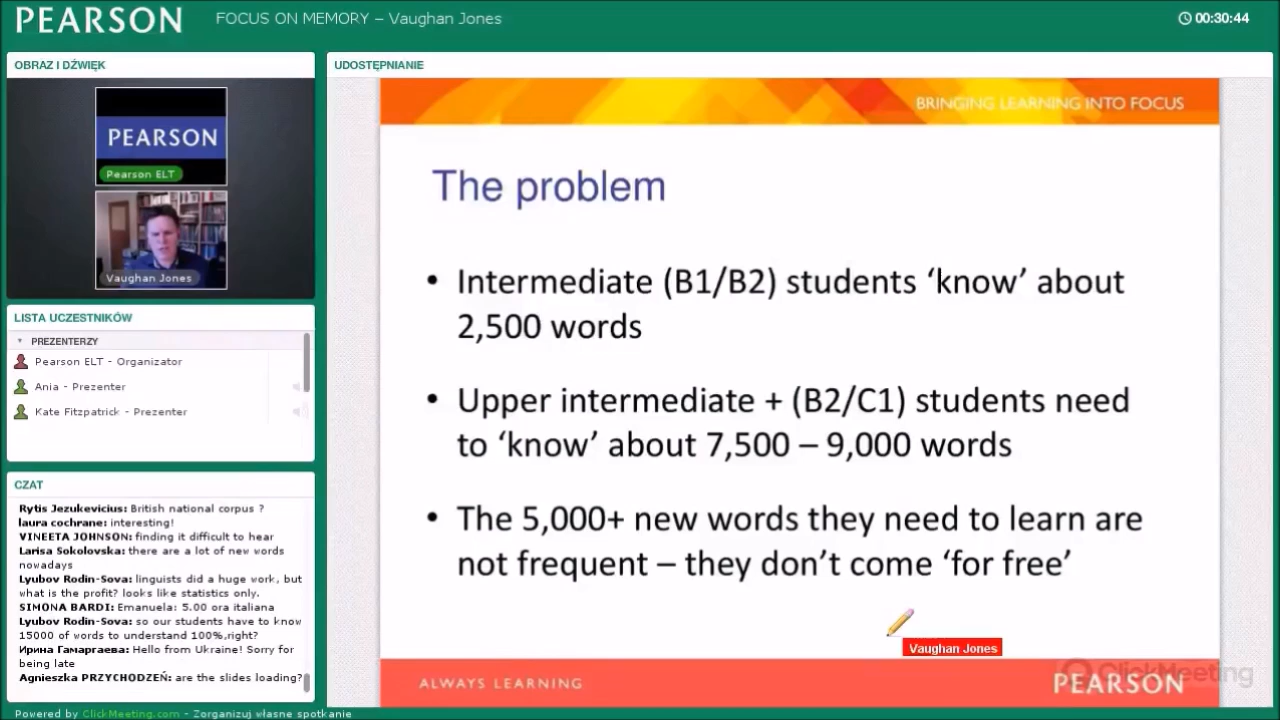 PEARSON
FOCUS ON MEMORY – Vaughan Jones
00:30:44
OBRAZ I DŹWIĘK
PEARSON
Pearson ELT
Vaughan Jones
LISTA UCZESTNIKÓW
PREZENTERZY
Pearson ELT - Organizator
Ania - Prezenter
Kate Fitzpatrick - Prezenter
CZAT
Rytis Jezukevicius: British national corpus ?
laura cochrane: interesting!
VINEETA JOHNSON: finding it difficult to hear
Larisa Sokolovska: there are a lot of new words
nowadays
Lyubov Rodin-Sova: linguists did a huge work, but
what is the profit? looks like statistics only.
SIMONA BARDI: Emanuela: 5.00 ora italiana
Lyubov Rodin-Sova: so our students have to know
15000 of words to understand 100%,right?
Ирина Гамаргаева: Hello from Ukraine! Sorry for
being late
Agnieszka PRZYCHODZEŃ: are the slides loading?
UDOSTĘPNIANIE
BRINGING LEARNING INTO FOCUS
The problem
• Intermediate (B1/B2) students ‘know’ about
2,500 words
• Upper intermediate + (B2/C1) students need
to ‘know’ about 7,500 – 9,000 words
• The 5,000+ new words they need to learn are
not frequent – they don’t come ‘for free’
Vaughan Jones
ALWAYS LEARNING
PEARSON
ClickMeeting
Powered by ClickMeeting.com - Zorganizuj własne spotkanie